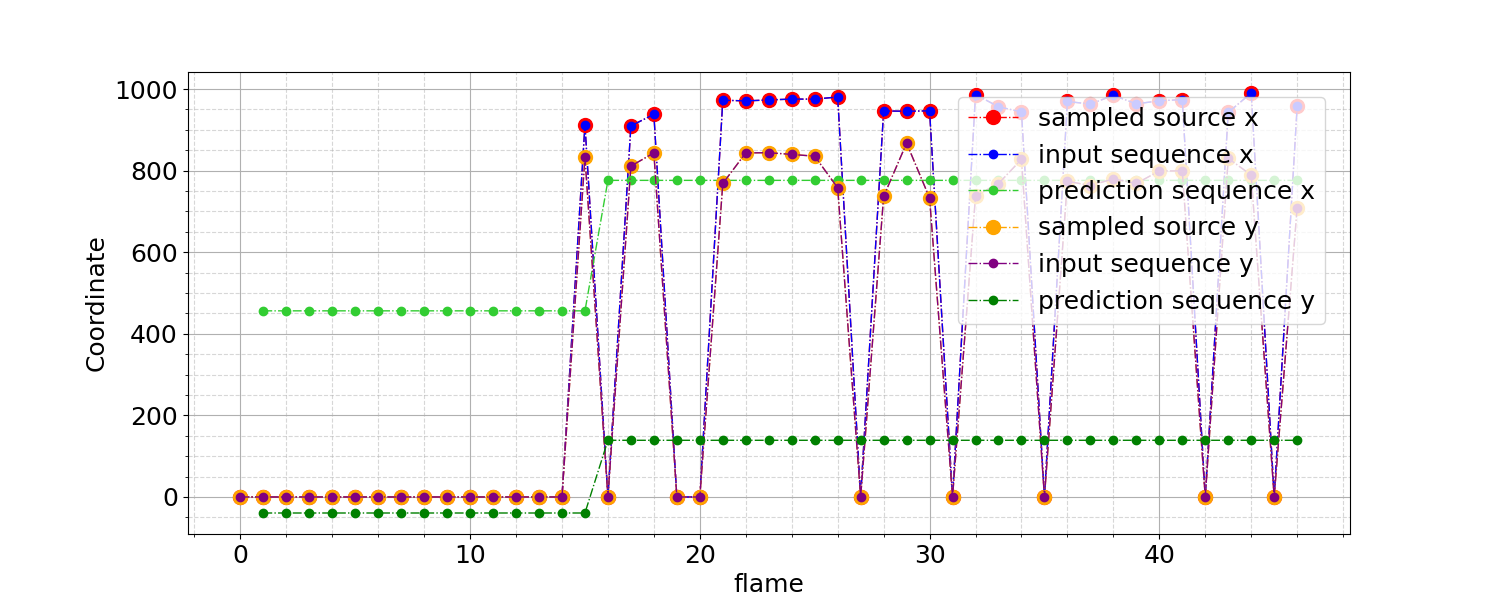 1000
800
600
400
200
0
Coordinate
sampled source x
input sequence x
prediction sequence x
sampled source y
input sequence y
prediction sequence y
0 10 20 30 40
flame